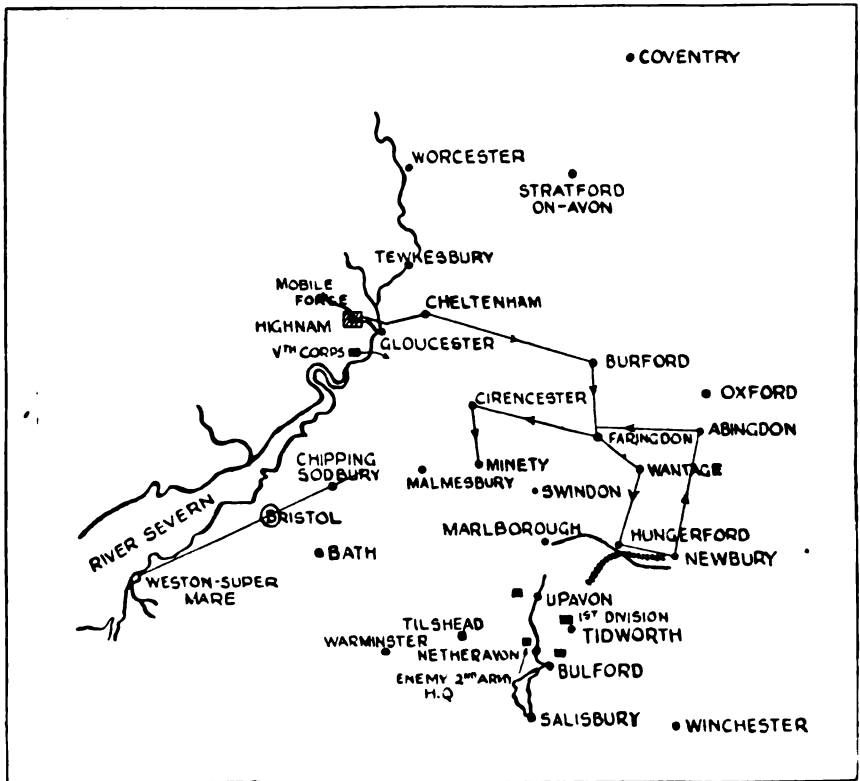 COVENTRY
WORCESTER
STRATFORD
ON-AVON
TEWKESBURY
MOBILE
FORCE
CHELTENHAM
HIGHNAM
GLOUCESTER
VTH CORPS
BURFORD
CIRENCESTER
OXFORD
FARINGDON
ABINGDON
CHIPPING
SODBURY
MINETY
WANTAGE
MALMESBURY
SWINDON
BRISTOL
MARLBOROUGH
HUNGERFORD
RIVER SEVERN
BATH
NEWBURY
WESTON-SUPER
MARE
UPAVON
1ST DIVISION
TILSHEAD
TIDWORTH
WARMINSTER
NETHERAVON
ENEMY 2ND ARMY
H.Q
BULFORD
SALISBURY
WINCHESTER